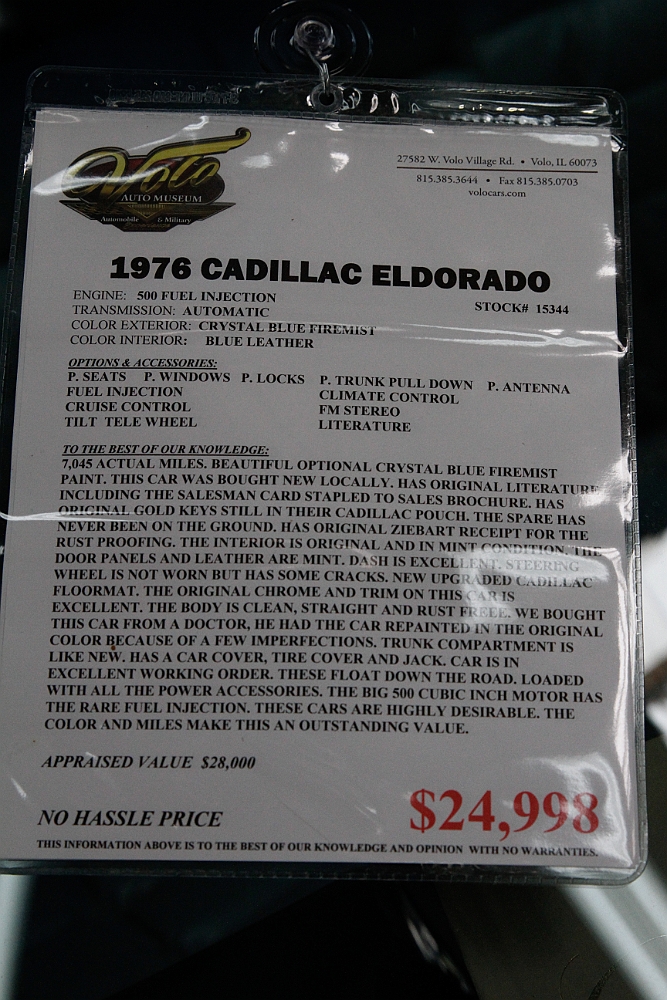 Volo
AUTO MUSEUM
Automobile & Military
27582 W. Volo Village Rd. • Volo, IL 60073
815.385.3644 • Fax 815.385.0703
volocars.com
1976 CADILLAC ELDORADO
ENGINE: 500 FUEL INJECTION
STOCK# 15344
TRANSMISSION: AUTOMATIC
COLOR EXTERIOR: CRYSTAL BLUE FIREMIST
COLOR INTERIOR: BLUE LEATHER
OPTIONS & ACCESSORIES:
P. SEATS P. WINDOWS P. LOCKS P. TRUNK PULL DOWN P. ANTENNA
FUEL INJECTION CLIMATE CONTROL
CRUISE CONTROL FM STEREO
TILT TELE WHEEL LITERATURE
TO THE BEST OF OUR KNOWLEDGE:
7,045 ACTUAL MILES. BEAUTIFUL OPTIONAL CRYSTAL BLUE FIREMIST
PAINT. THIS CAR WAS BOUGHT NEW LOCALLY. HAS ORIGINAL LITERATURE
INCLUDING THE SALESMAN CARD STAPLED TO SALES BROCHURE. HAS
ORIGINAL GOLD KEYS STILL IN THEIR CADILLAC POUCH. THE SPARE HAS
NEVER BEEN ON THE GROUND. HAS ORIGINAL ZIEBART RECEIPT FOR THE
RUST PROOFING. THE INTERIOR IS ORIGINAL AND IN MINT CONDITION. THE
DOOR PANELS AND LEATHER ARE MINT. DASH IS EXCELLENT. STEERING
WHEEL IS NOT WORN BUT HAS SOME CRACKS. NEW UPGRADED CADILLAC
FLOORMAT. THE ORIGINAL CHROME AND TRIM ON THIS CAR IS
EXCELLENT. THE BODY IS CLEAN, STRAIGHT AND RUST FREEE. WE BOUGHT
THIS CAR FROM A DOCTOR, HE HAD THE CAR REPAINTED IN THE ORIGINAL
COLOR BECAUSE OF A FEW IMPERFECTIONS. TRUNK COMPARTMENT IS
LIKE NEW. HAS A CAR COVER, TIRE COVER AND JACK. CAR IS IN
EXCELLENT WORKING ORDER. THESE FLOAT DOWN THE ROAD. LOADED
WITH ALL THE POWER ACCESSORIES. THE BIG 500 CUBIC INCH MOTOR HAS
THE RARE FUEL INJECTION. THESE CARS ARE HIGHLY DESIRABLE. THE
COLOR AND MILES MAKE THIS AN OUTSTANDING VALUE.
APPRAISED VALUE $28,000
NO HASSLE PRICE $24,998
THIS INFORMATION ABOVE IS TO THE BEST OF OUR KNOWLEDGE AND OPINION WITH NO WARRANTIES.